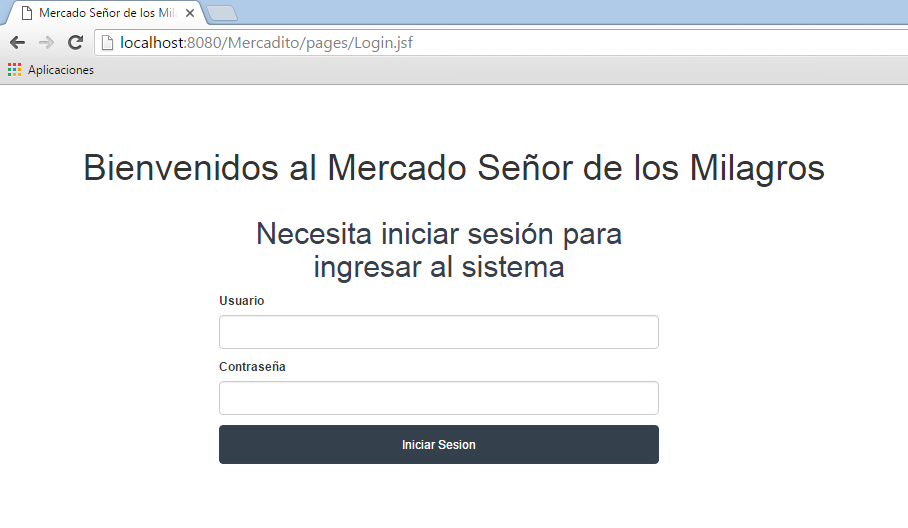 Mercado Señor de los Mil
localhost:8080/Mercadito/pages/Login.jsf
Aplicaciones
Bienvenidos al Mercado Señor de los Milagros
Necesita iniciar sesión para
ingresar al sistema
Usuario
Contraseña
Iniciar Sesion